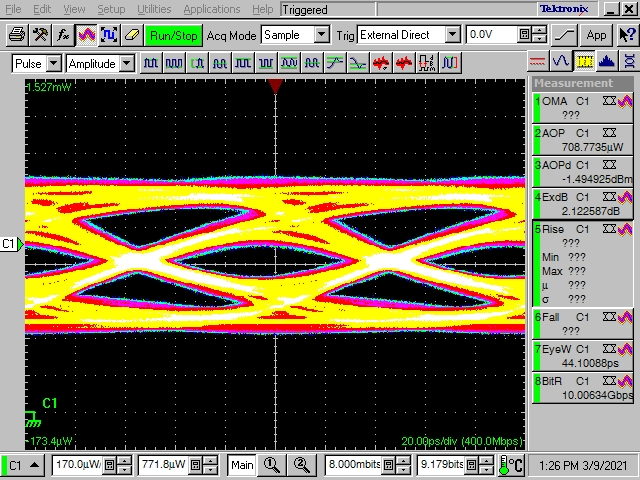 File Edit View Setup Utilities Applications Help Triggered Tektronix
Run/Stop Acq Mode Sample Trig External Direct 0.0V App
Pulse Amplitude
Measurement
1.527mW
1 OMA C1
???
2 AOP C1
708.7735µW
3 AOPd C1
-1.494925dBm
4 ExdB C1
2.122587dB
5 Rise C1
???
Min ???
Max ???
µ ???
σ ???
6 Fall C1
???
7 EyeW C1
44.10088ps
8 BitR C1
10.00634Gbps
C1
C1
-173.4µW
20.00ps/div (400.0Mbps)
C1 170.0µW/ 771.8µW Main 1 2 8.000mbits 9.179bits °C 1:26 PM 3/9/2021